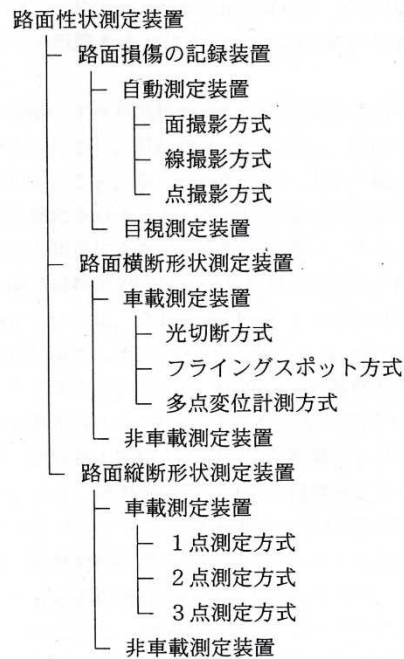 路面性状測定装置
路面損傷の記録装置
自動測定装置
面撮影方式
線撮影方式
点撮影方式
目視測定装置
路面横断形状測定装置
車載測定装置
光切断方式
フライングスポット方式
多点変位計測方式
非車載測定装置
路面縦断形状測定装置
車載測定装置
1点測定方式
2点測定方式
3点測定方式
非車載測定装置